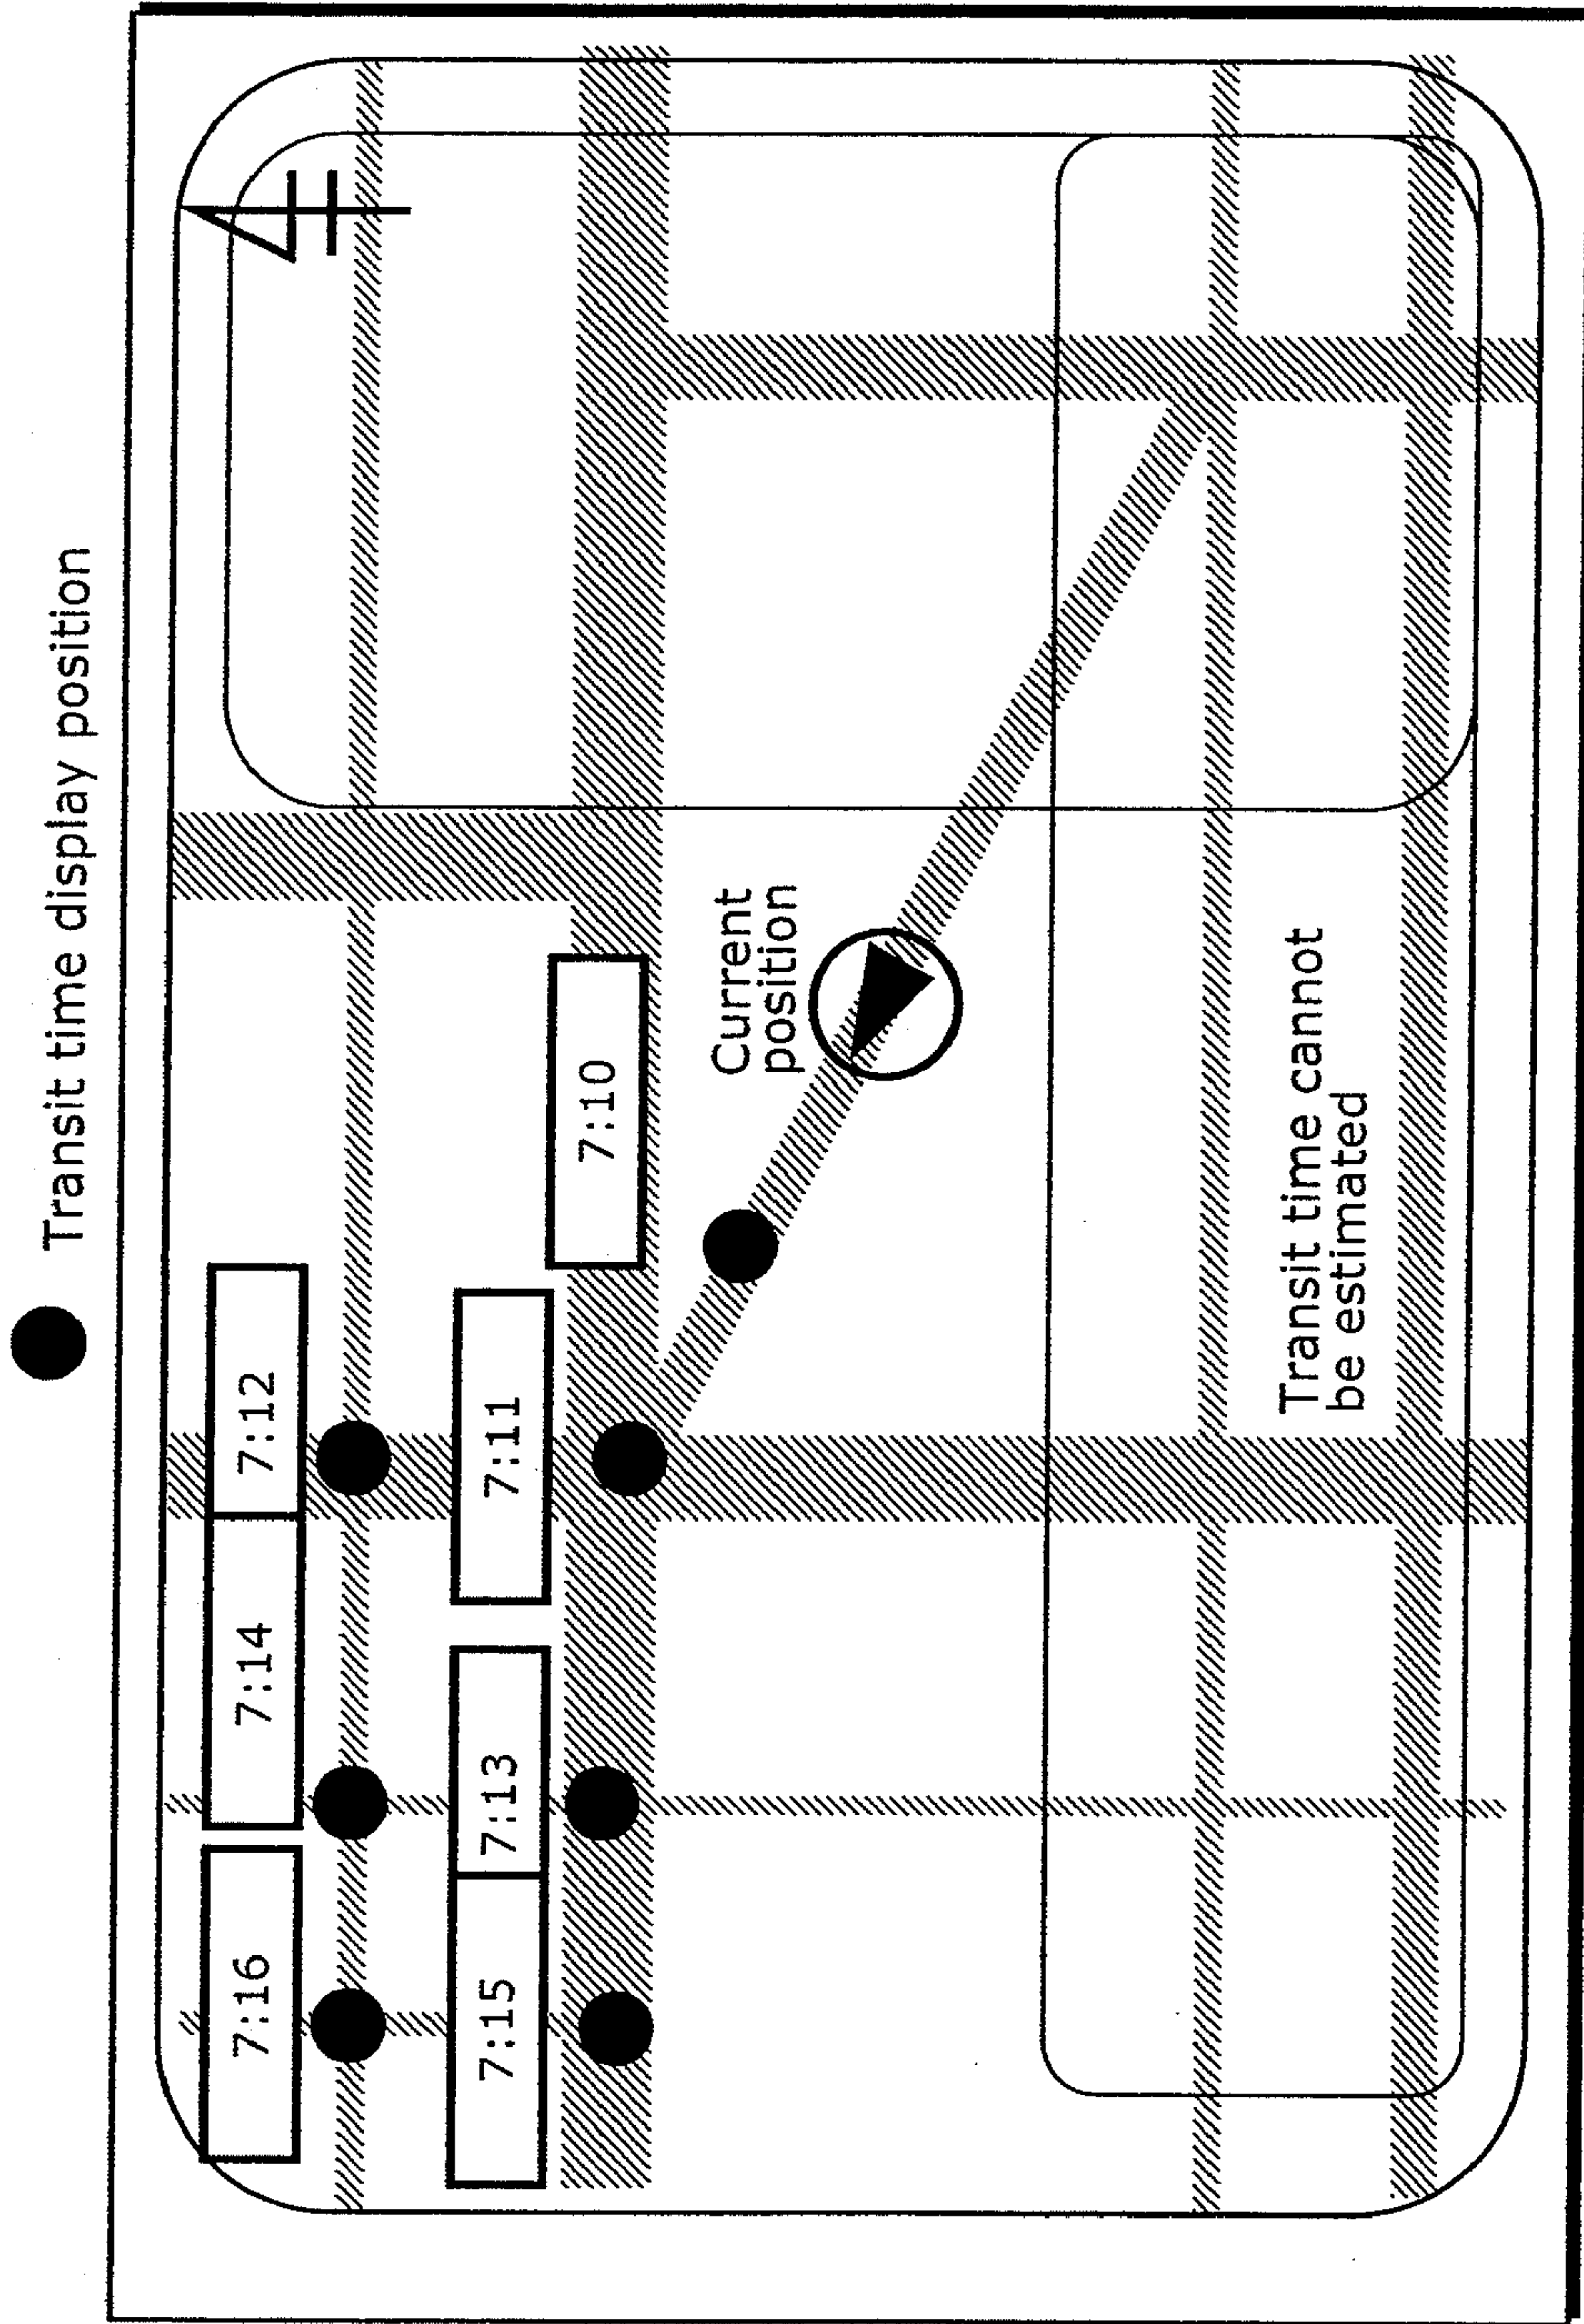 Transit time display position
7:16
7:14
7:12
7:15
7:13
7:11
7:10
Current
position
Transit time cannot
be estimated